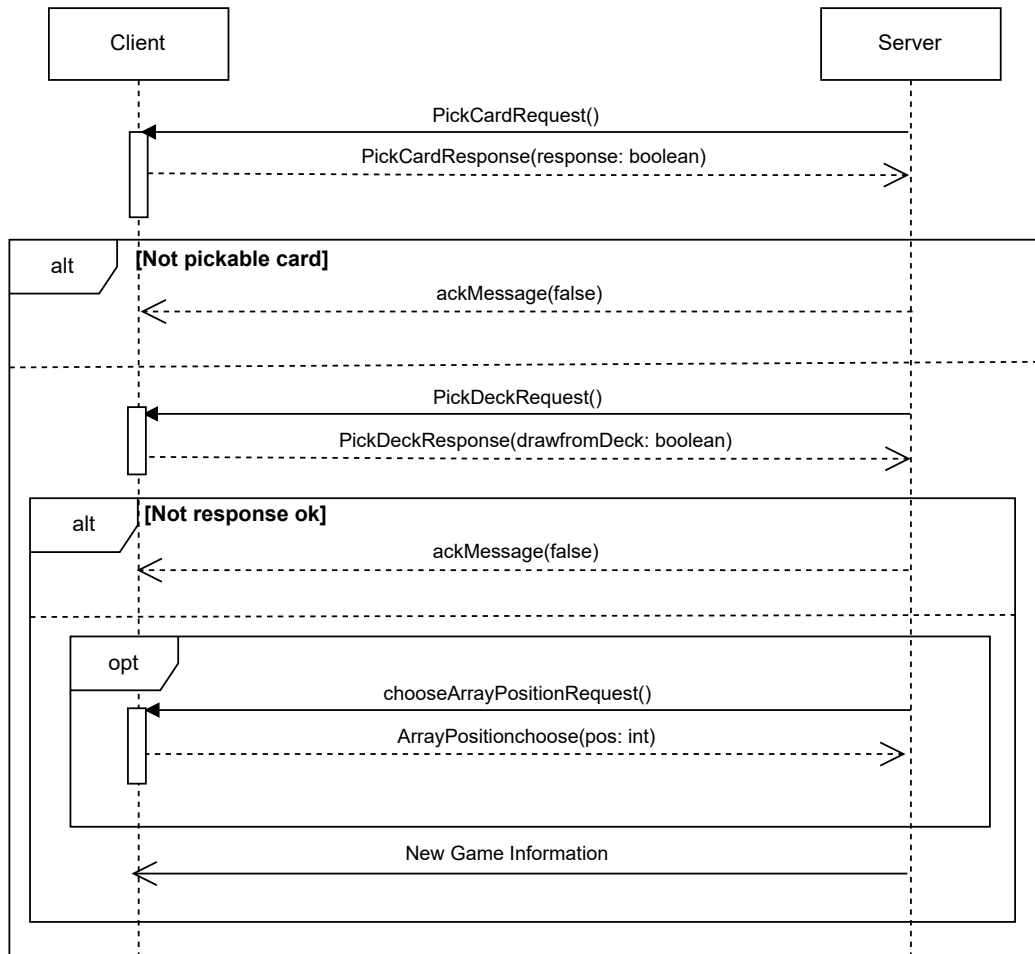 Client
Server
PickCardRequest()
PickCardResponse(response: boolean)
alt
[Not pickable card]
ackMessage(false)
PickDeckRequest()
PickDeckResponse(drawfromDeck: boolean)
alt
[Not response ok]
ackMessage(false)
opt
chooseArrayPositionRequest()
ArrayPositionchoose(pos: int)
New Game Information